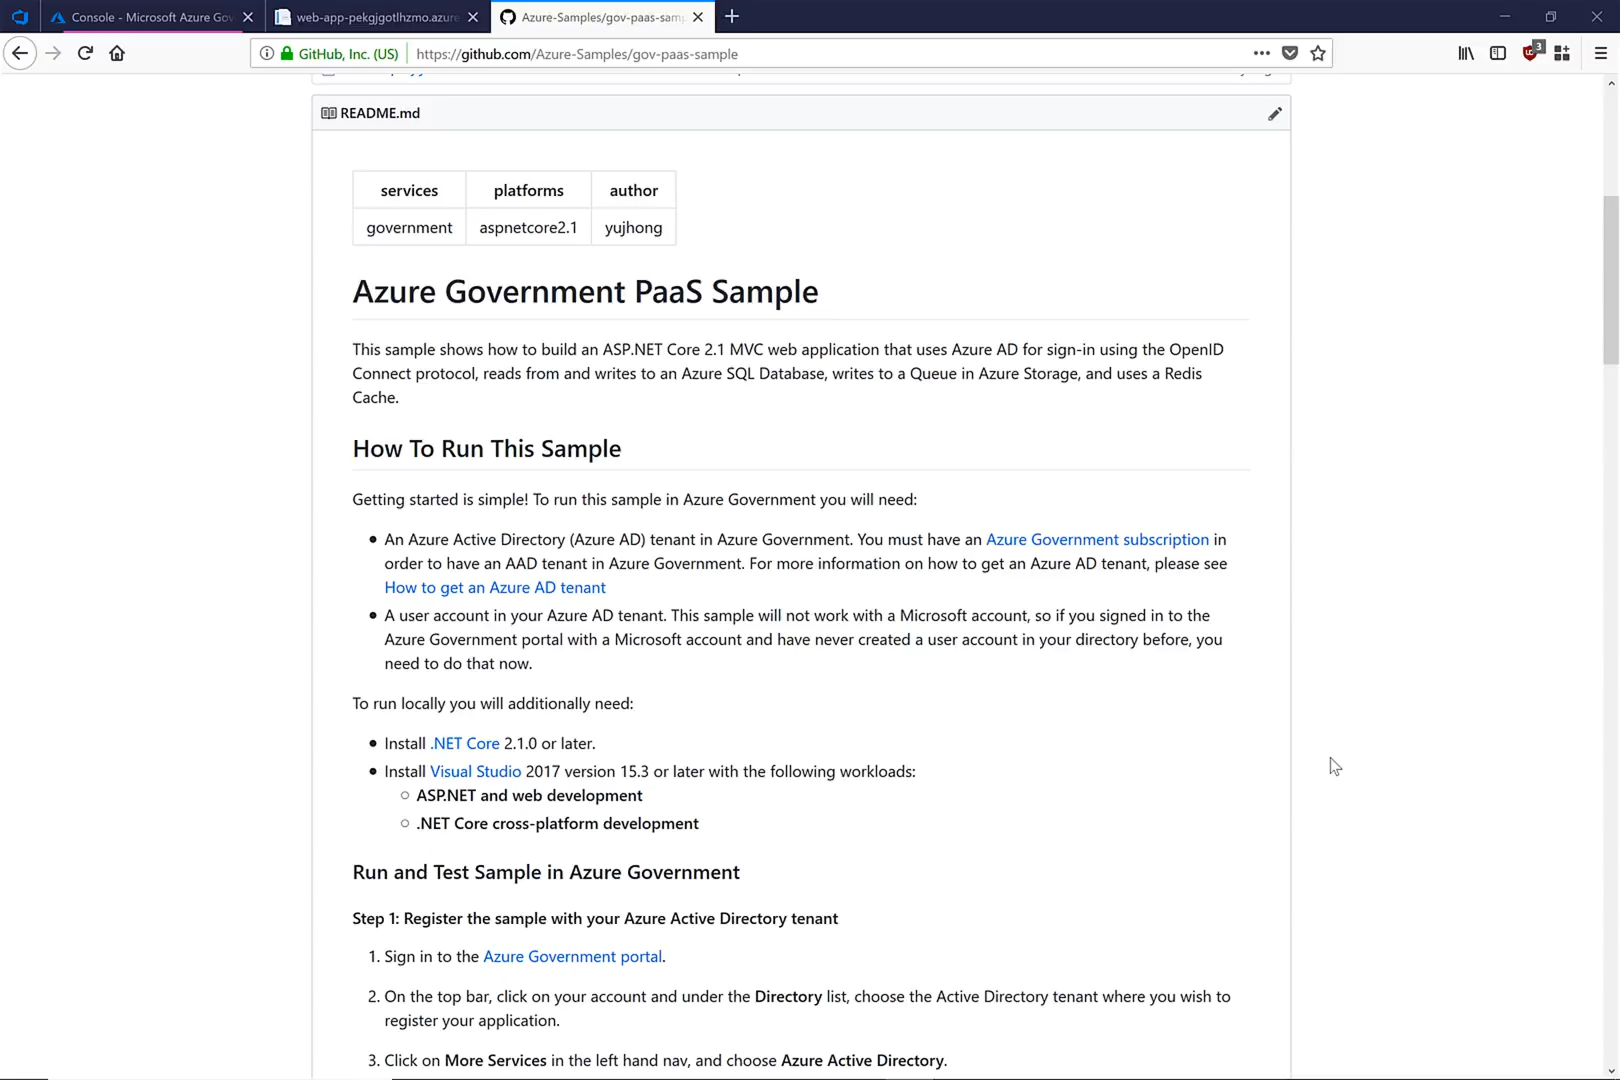 Console - Microsoft Azure Gov
web-app-pekgjgotlhzmo.azure
Azure-Samples/gov-paas-samp
GitHub, Inc. (US)
https://github.com/Azure-Samples/gov-paas-sample
3
README.md
services platforms author
government aspnetcore2.1 yujhong
Azure Government PaaS Sample
This sample shows how to build an ASP.NET Core 2.1 MVC web application that uses Azure AD for sign-in using the OpenID
Connect protocol, reads from and writes to an Azure SQL Database, writes to a Queue in Azure Storage, and uses a Redis
Cache.
How To Run This Sample
Getting started is simple! To run this sample in Azure Government you will need:
An Azure Active Directory (Azure AD) tenant in Azure Government. You must have an Azure Government subscription in
order to have an AAD tenant in Azure Government. For more information on how to get an Azure AD tenant, please see
How to get an Azure AD tenant
A user account in your Azure AD tenant. This sample will not work with a Microsoft account, so if you signed in to the
Azure Government portal with a Microsoft account and have never created a user account in your directory before, you
need to do that now.
To run locally you will additionally need:
Install .NET Core 2.1.0 or later.
Install Visual Studio 2017 version 15.3 or later with the following workloads:
ASP.NET and web development
.NET Core cross-platform development
Run and Test Sample in Azure Government
Step 1: Register the sample with your Azure Active Directory tenant
1. Sign in to the Azure Government portal.
2. On the top bar, click on your account and under the Directory list, choose the Active Directory tenant where you wish to
register your application.
3. Click on More Services in the left hand nav, and choose Azure Active Directory.